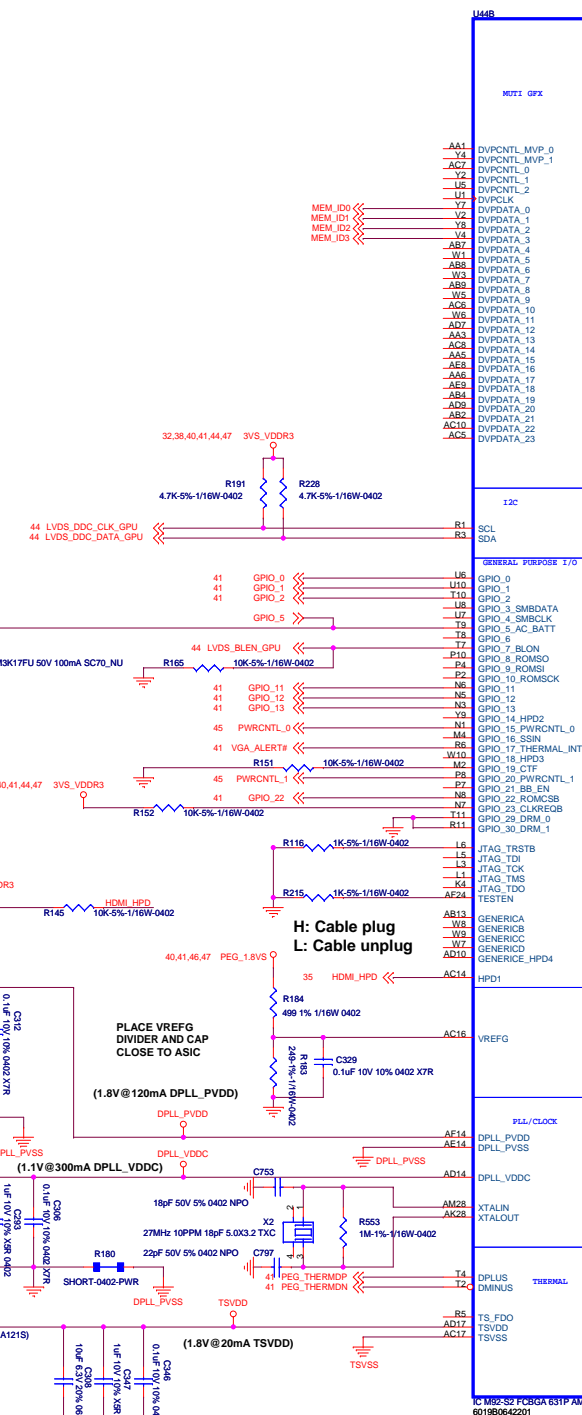 U44B
MUTI GFX
AA1 DVPCNTL_MVP_0
Y4 DVPCNTL_MVP_1
AC7 DVPCNTL_0
Y2 DVPCNTL_1
U5 DVPCNTL_2
U1 DVPCLK
MEM_ID0 Y7 DVPDATA_0
MEM_ID1 V2 DVPDATA_1
MEM_ID2 Y8 DVPDATA_2
MEM_ID3 V4 DVPDATA_3
AB7 DVPDATA_4
W1 DVPDATA_5
AB8 DVPDATA_6
W3 DVPDATA_7
AB9 DVPDATA_8
W5 DVPDATA_9
AC6 DVPDATA_10
W6 DVPDATA_11
AD7 DVPDATA_12
AA3 DVPDATA_13
AC8 DVPDATA_14
AA5 DVPDATA_15
AE8 DVPDATA_16
AA6 DVPDATA_17
AE9 DVPDATA_18
AB4 DVPDATA_19
AD9 DVPDATA_20
AB2 DVPDATA_21
AC10 DVPDATA_22
AC5 DVPDATA_23
32,38,40,41,44,47 3VS_VDDR3
R191 R228
4.7K-5%-1/16W-0402 4.7K-5%-1/16W-0402
I2C
44 LVDS_DDC_CLK_GPU R1 SCL
44 LVDS_DDC_DATA_GPU R3 SDA
GENERAL PURPOSE I/O
41 GPIO_0 U6 GPIO_0
41 GPIO_1 U10 GPIO_1
41 GPIO_2 T10 GPIO_2
U8 GPIO_3_SMBDATA
GPIO_5 U7 GPIO_4_SMBCLK
T9 GPIO_5_AC_BATT
T8 GPIO_6
44 LVDS_BLEN_GPU T7 GPIO_7_BLON
M3K17FU 50V 100mA SC70_NU R165 10K-5%-1/16W-0402 P10 GPIO_8_ROMSO
P4 GPIO_9_ROMSI
P2 GPIO_10_ROMSCK
41 GPIO_11 N6 GPIO_11
41 GPIO_12 N5 GPIO_12
41 GPIO_13 N3 GPIO_13
Y9 GPIO_14_HPD2
45 PWRCNTL_0 N1 GPIO_15_PWRCNTL_0
M4 GPIO_16_SSIN
41 VGA_ALERT# R6 GPIO_17_THERMAL_INT
W10 GPIO_18_HPD3
R151 10K-5%-1/16W-0402 M2 GPIO_19_CTF
45 PWRCNTL_1 P8 GPIO_20_PWRCNTL_1
40,41,44,47 3VS_VDDR3 P7 GPIO_21_BB_EN
41 GPIO_22 N8 GPIO_22_ROMCSB
R152 10K-5%-1/16W-0402 N7 GPIO_23_CLKREQB
T11 GPIO_29_DRM_0
R11 GPIO_30_DRM_1
R116 1K-5%-1/16W-0402 L6 JTAG_TRSTB
L5 JTAG_TDI
L3 JTAG_TCK
L1 JTAG_TMS
DR3 K4 JTAG_TDO
R215 1K-5%-1/16W-0402 AF24 TESTEN
HDMI_HPD
R145 10K-5%-1/16W-0402
AB13 GENERICA
H: Cable plug W8 GENERICB
W9 GENERICC
L: Cable unplug W7 GENERICD
40,41,46,47 PEG_1.8VS AD10 GENERICE_HPD4
35 HDMI_HPD AC14 HPD1
R184
499 1% 1/16W 0402
C312
0.1uF 10V 10% 0402 X7R
PLACE VREFG
DIVIDER AND CAP
CLOSE TO ASIC
AC16 VREFG
R183
249-1%-1/16W-0402
C329
0.1uF 10V 10% 0402 X7R
(1.8V@120mA DPLL_PVDD)
DPLL_PVDD
PLL/CLOCK
AF14 DPLL_PVDD
AE14 DPLL_PVSS
PLL_PVSS
DPLL_VDDC DPLL_PVSS
(1.1V@300mA DPLL_VDDC)
AD14 DPLL_VDDC
C753
18pF 50V 5% 0402 NPO
AM28 XTALIN
AK28 XTALOUT
C306
0.1uF 10V 10% 0402 X7R
C293
1uF 10V 10% X5R 0402
2 1
X2
27MHz 10PPM 18pF 5.0X3.2 TXC
4 3
R553
1M-1%-1/16W-0402
22pF 50V 5% 0402 NPO C797
R180
SHORT-0402-PWR
DPLL_PVSS
THERMAL
41 PEG_THERMDP T4 DPLUS
41 PEG_THERMDN T2 DMINUS
TSVDD
R5 TS_FDO
AD17 TSVDD
AC17 TSVSS
A121S)
(1.8V@20mA TSVDD)
TSVSS
C308
10uF 6.3V 20% 06
C347
1uF 10V 10% X5R
C346
0.1uF 10V 10% 04
IC M92-S2 FCBGA 631P AM
6019B0642201